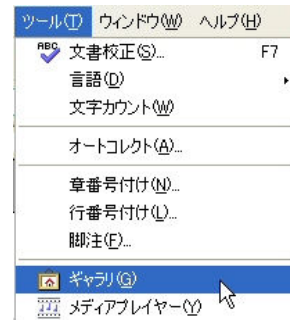 ツール(T) ウィンドウ(W) ヘルプ(H)
ABC 文書校正(S)... F7
言語(D)
文字カウント(W)
オートコレクト(A)...
章番号付け(N)...
行番号付け(L)...
脚注(F)...
ギャラリ(G)
メディアプレイヤー(Y)